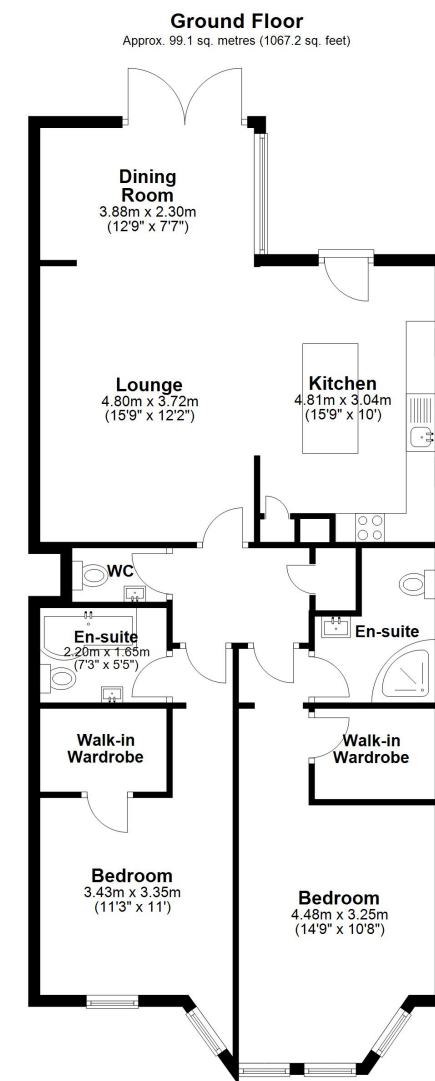 Ground Floor
Approx. 99.1 sq. metres (1067.2 sq. feet)
Dining
Room
3.88m x 2.30m
(12'9" x 7'7")
Lounge
4.80m x 3.72m
(15'9" x 12'2")
Kitchen
4.81m x 3.04m
(15'9" x 10')
WC
En-suite
2.20m x 1.65m
(7'3" x 5'5")
En-suite
Walk-in
Wardrobe
Walk-in
Wardrobe
Bedroom
3.43m x 3.35m
(11'3" x 11')
Bedroom
4.48m x 3.25m
(14'9" x 10'8")